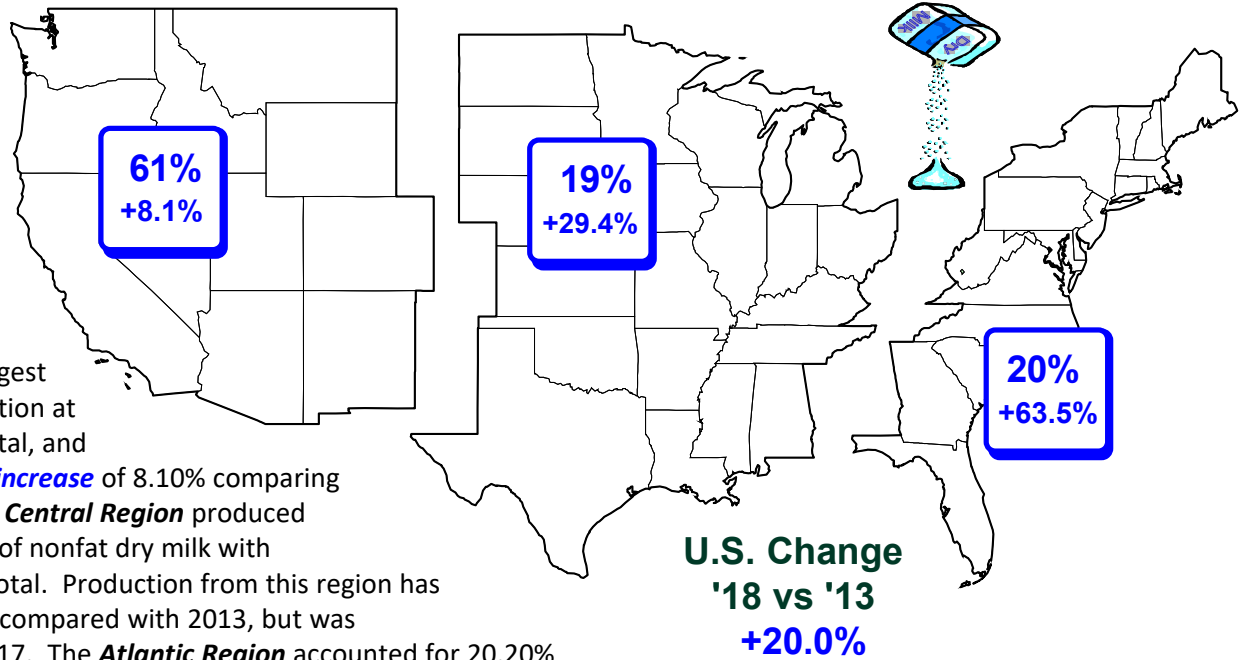 Milk
Dry
61%
+8.1%
19%
+29.4%
20%
+63.5%
gest
tion at
tal, and
increase of 8.10% comparing
Central Region produced
of nonfat dry milk with
otal. Production from this region has
compared with 2013, but was
17. The Atlantic Region accounted for 20.20%
U.S. Change
'18 vs '13
+20.0%